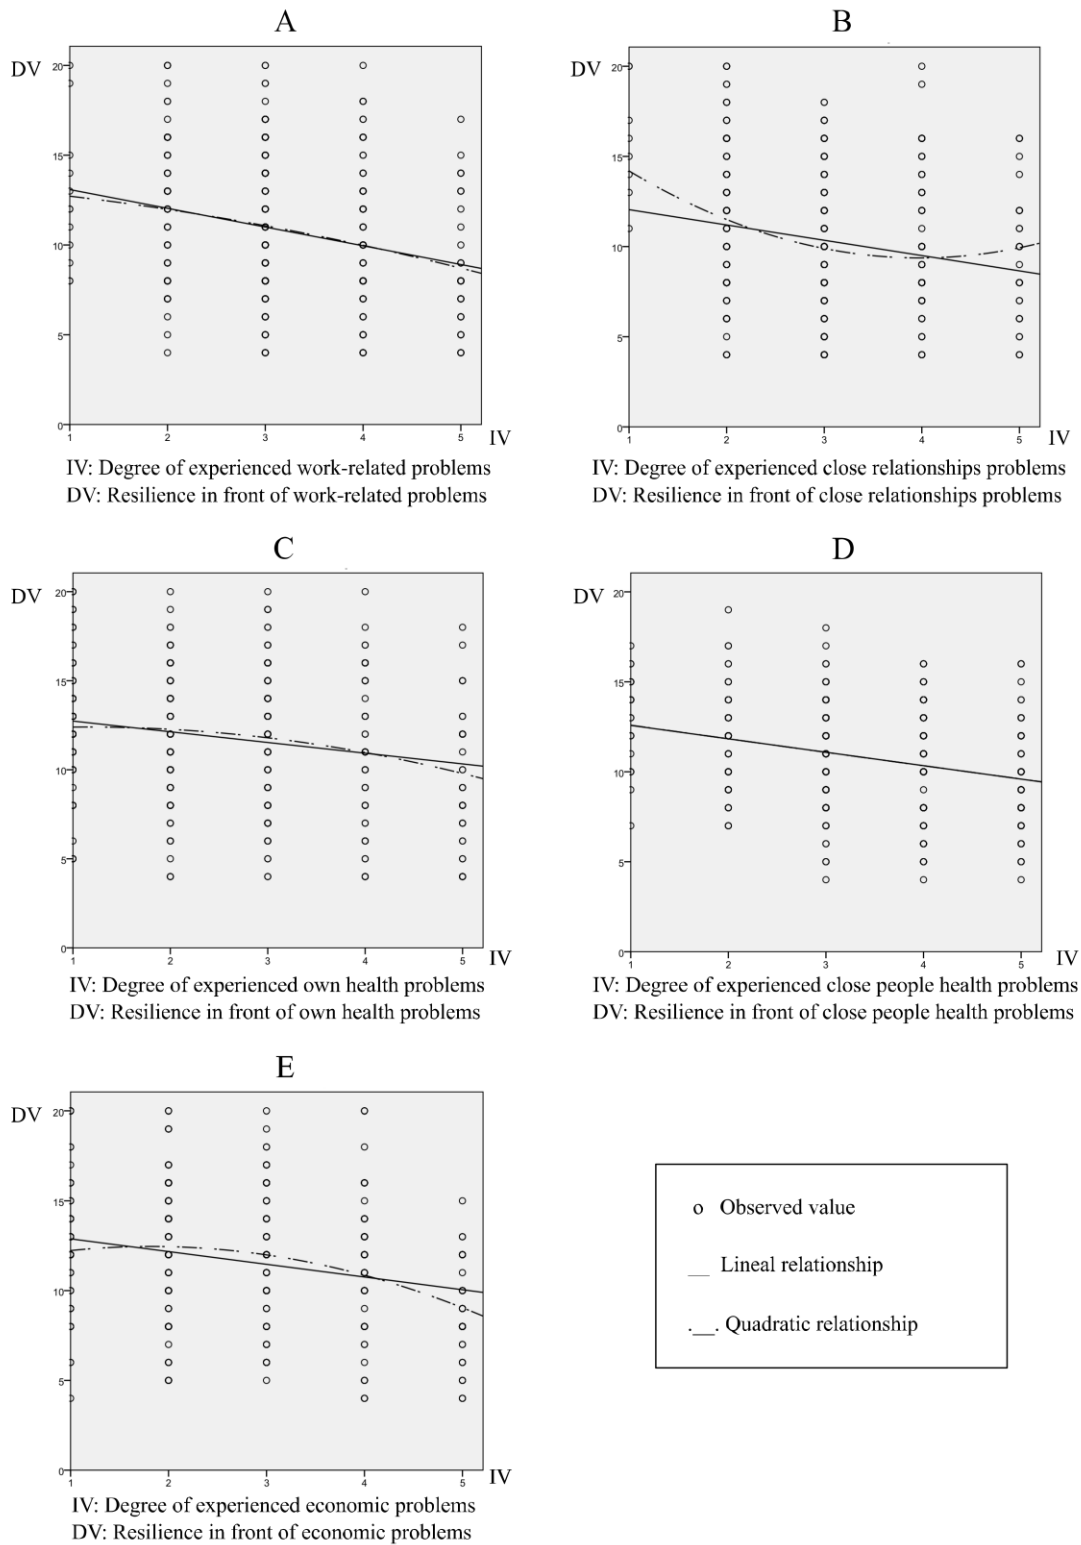 A
B
DV
20
15
10
5
0
1
2
3
4
5
IV
IV: Degree of experienced work-related problems
DV: Resilience in front of work-related problems
DV
20
15
10
5
0
1
2
3
4
5
IV
IV: Degree of experienced close relationships problems
DV: Resilience in front of close relationships problems
C
D
DV
20
15
10
5
0
1
2
3
4
5
IV
IV: Degree of experienced own health problems
DV: Resilience in front of own health problems
DV
20
15
10
5
0
1
2
3
4
5
IV
IV: Degree of experienced close people health problems
DV: Resilience in front of close people health problems
E
DV
20
15
10
5
0
1
2
3
4
5
IV
IV: Degree of experienced economic problems
DV: Resilience in front of economic problems
Observed value
Lineal relationship
Quadratic relationship